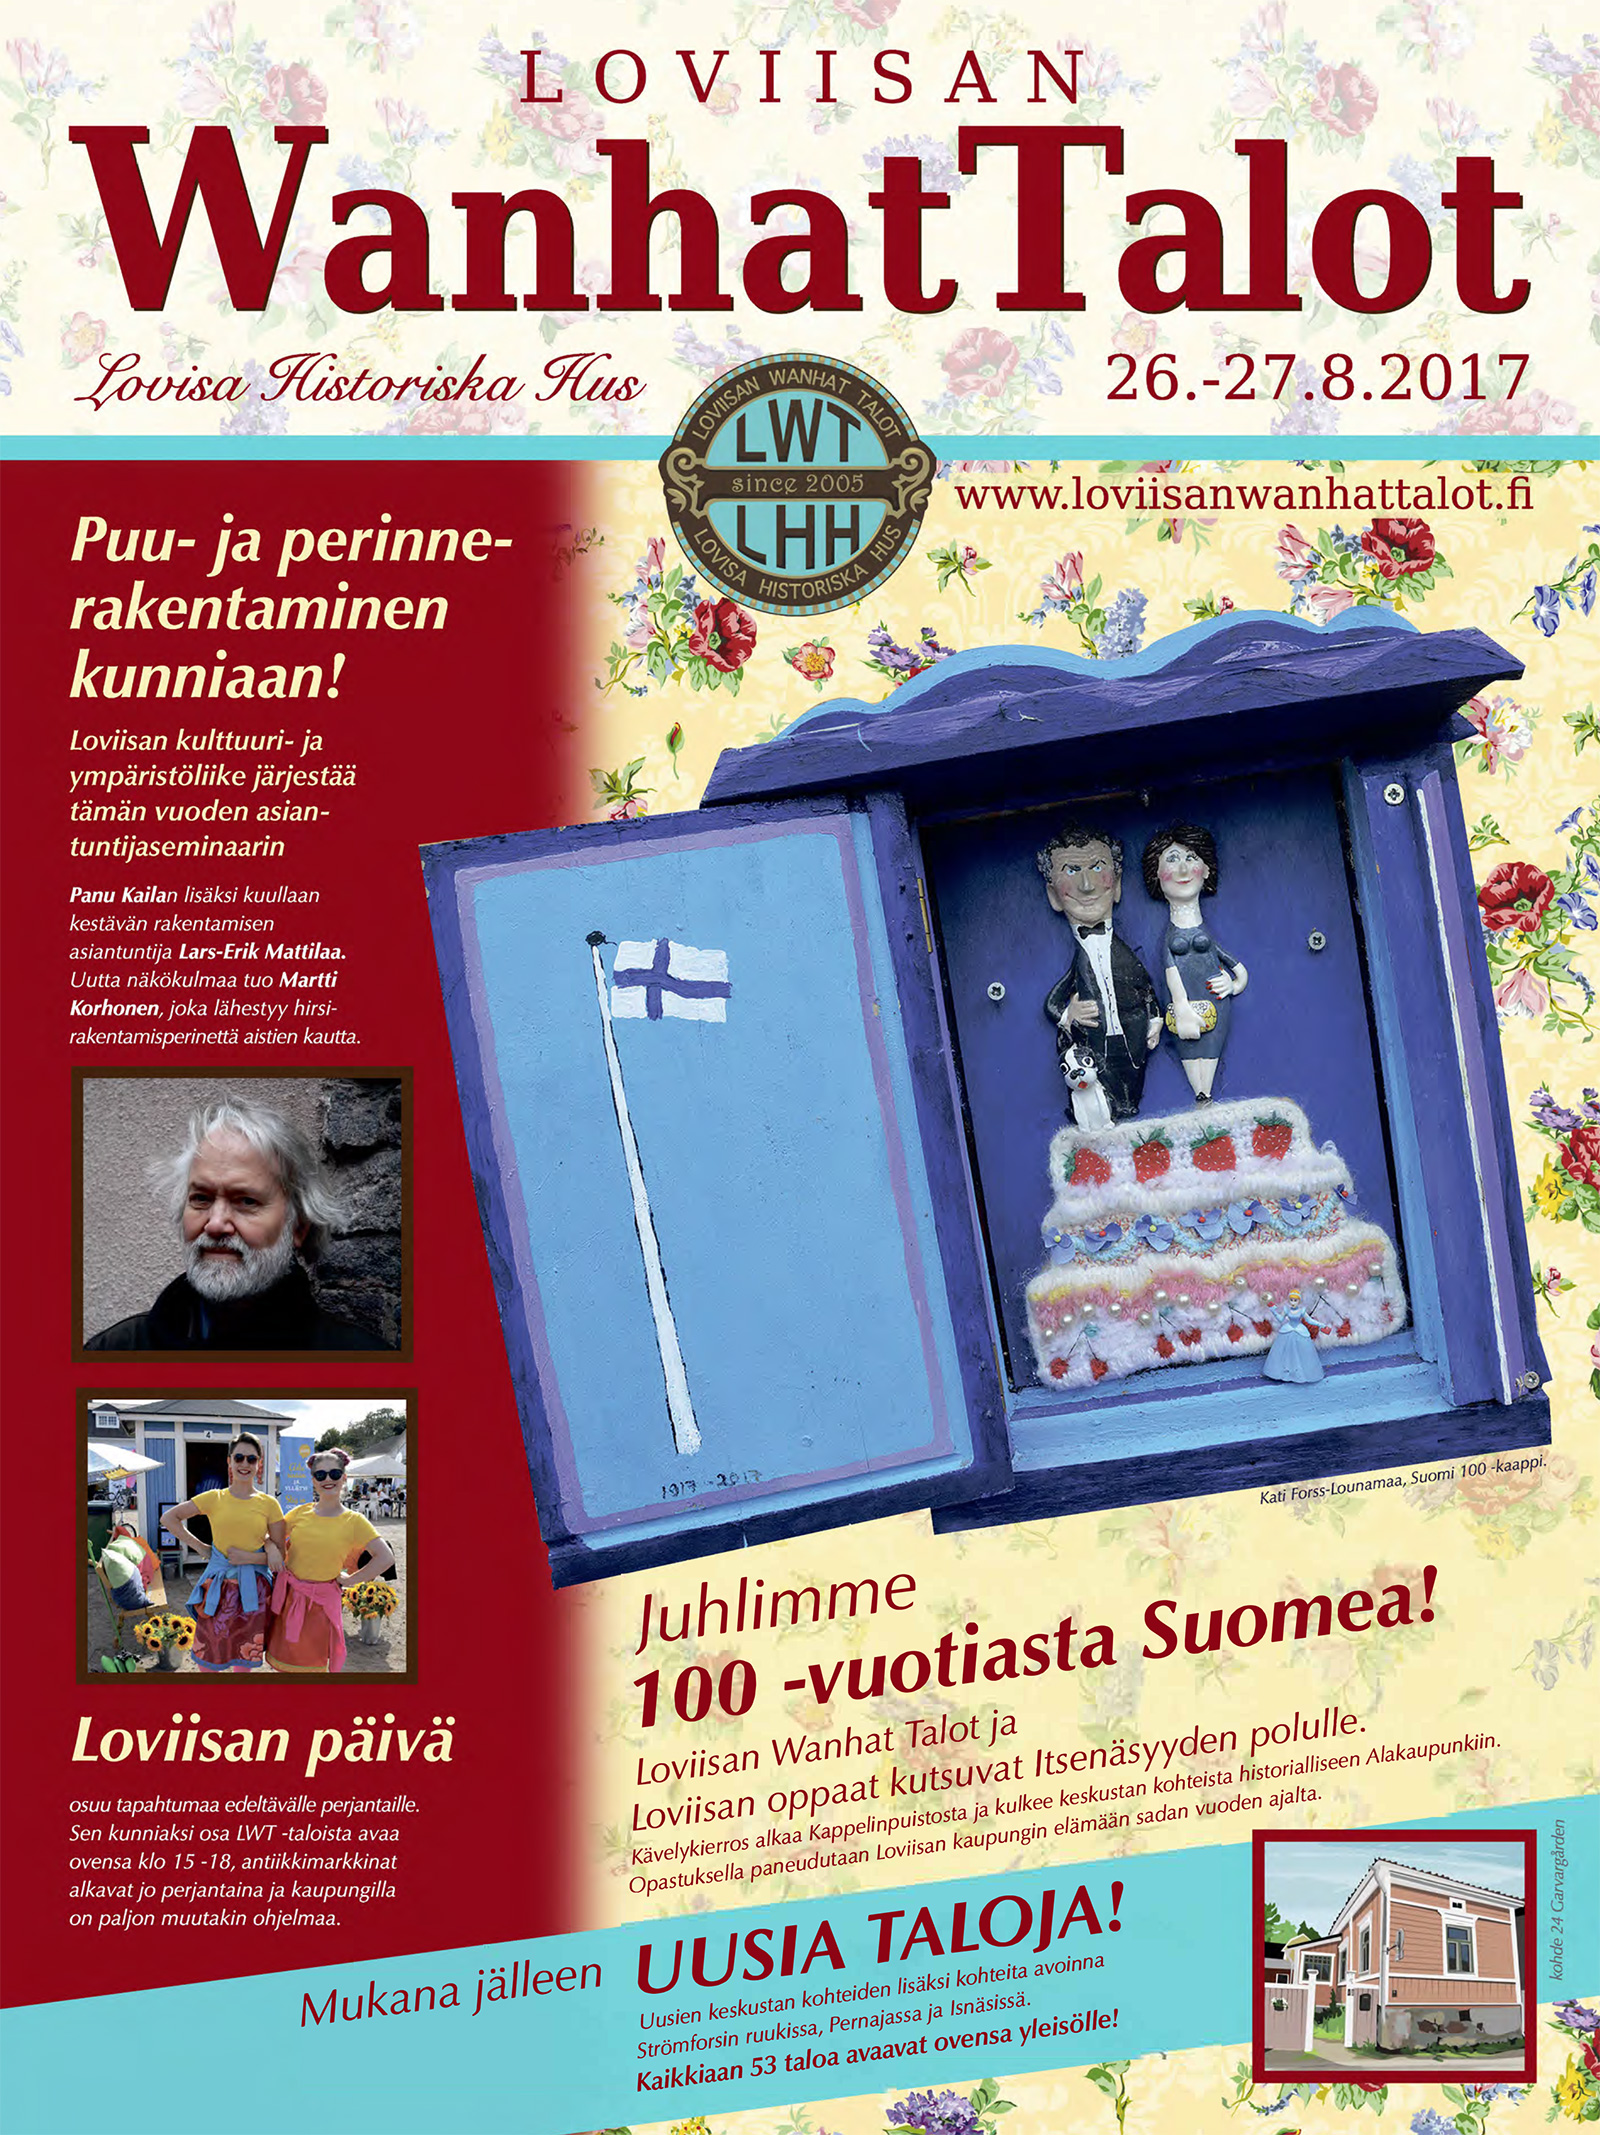 LOVIISAN
WanhatTalot
Lovisa Historiska Hus
26.-27.8.2017
LOVIISAN WANHAT TALOT
LWT
since 2005
LHH
LOVISA HISTORISKA HUS
www.loviisanwanhattalot.fi
Puu- ja perinne-
rakentaminen
kunniaan!
Loviisan kulttuuri- ja
ympäristöliike järjestää
tämän vuoden asian-
tuntijaseminaarin
Panu Kailan lisäksi kuullaan
kestävän rakentamisen
asiantuntija Lars-Erik Mattilaa.
Uutta näkökulmaa tuo Martti
Korhonen, joka lähestyy hirsi-
rakentamisperinettä aistien kautta.
4
1917-2017
Kati Forss-Lounamaa, Suomi 100 -kaappi.
Loviisan päivä
osuu tapahtumaa edeltävälle perjantaille.
Sen kunniaksi osa LWT -taloista avaa
ovensa klo 15 -18, antiikkimarkkinat
alkavat jo perjantaina ja kaupungilla
on paljon muutakin ohjelmaa.
Juhlimme
100 -vuotiasta Suomea!
Loviisan Wanhat Talot ja
Loviisan oppaat kutsuvat Itsenäsyyden polulle.
Kävelykierros alkaa Kappelinpuistosta ja kulkee keskustan kohteista historialliseen Alakaupunkiin.
Opastuksella paneudutaan Loviisan kaupungin elämään sadan vuoden ajalta.
Mukana jälleen
UUSIA TALOJA!
Uusien keskustan kohteiden lisäksi kohteita avoinna
Strömforsin ruukissa, Pernajassa ja Isnäsissä.
Kaikkiaan 53 taloa avaavat ovensa yleisölle!
kohde 24 Garvargården